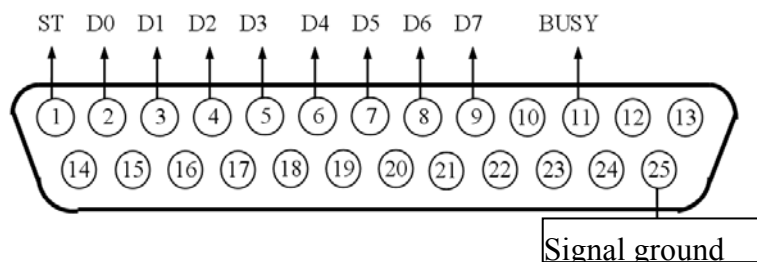 ST D0 D1 D2 D3 D4 D5 D6 D7 BUSY
1 2 3 4 5 6 7 8 9 10 11 12 13
14 15 16 17 18 19 20 21 22 23 24 25
Signal ground